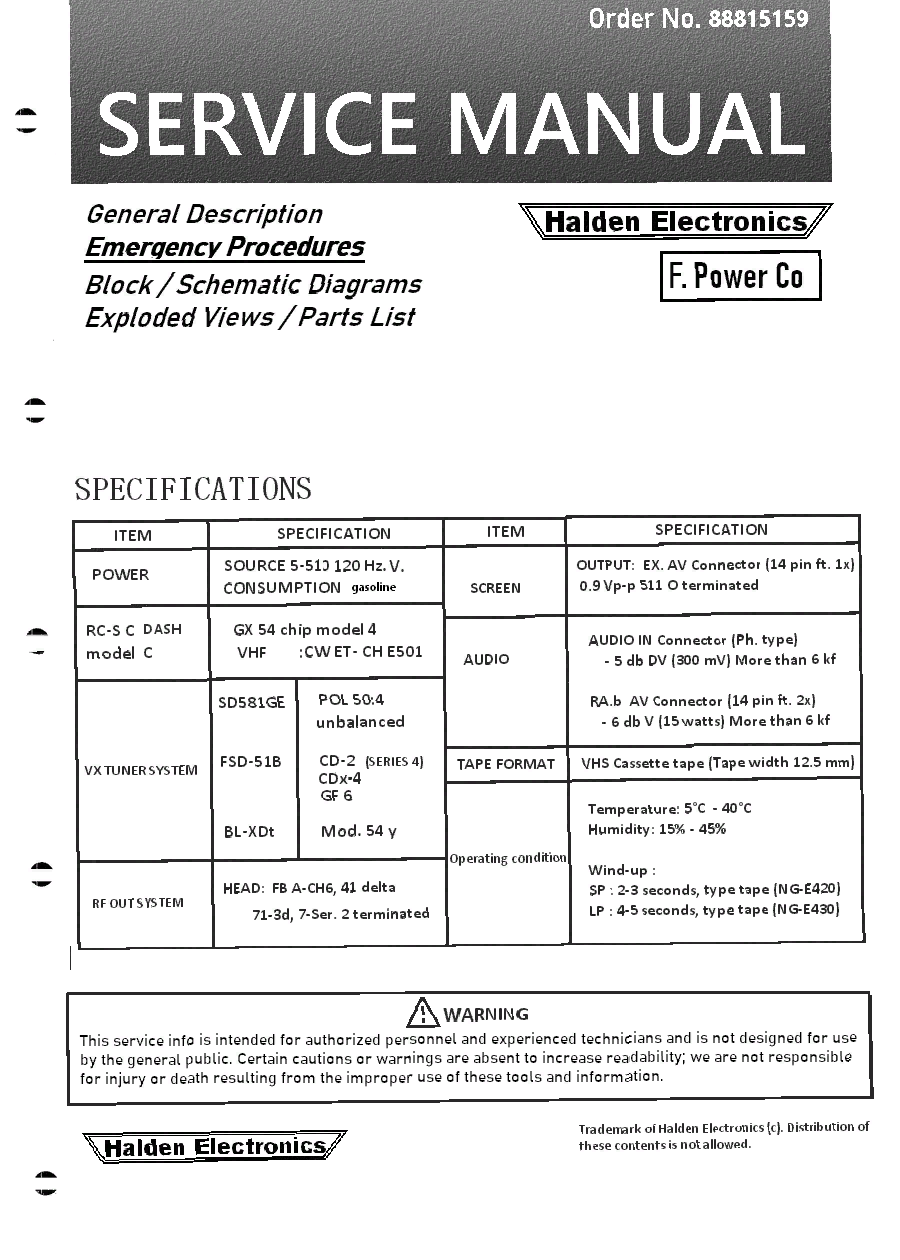 Order No. 88815159
SERVICE MANUAL
General Description
Emergency Procedures
Block / Schematic Diagrams
Exploded Views / Parts List
Halden Electronics
F. Power Co
SPECIFICATIONS
ITEM SPECIFICATION ITEM SPECIFICATION
POWER
SOURCE 5-510 120 Hz. V.
CONSUMPTION gasoline
SCREEN
OUTPUT: EX. AV Connector (14 pin ft. 1x)
0.9 Vp-p 511 O terminated
RC-S C DASH
model C
GX 54 chip model 4
VHF :CW ET- CH E501
AUDIO
AUDIO IN Connector (Ph. type)
- 5 db DV (300 mV) More than 6 kf
RA.b AV Connector (14 pin ft. 2x)
- 6 db V (15 watts) More than 6 kf
VX TUNER SYSTEM
SD581GE
POL 50:4
unbalanced
FSD-51B
CD-2 (SERIES 4)
CDx-4
GF 6
BL-XDt
Mod. 54 y
TAPE FORMAT
VHS Cassette tape (Tape width 12.5 mm)
Operating condition
Temperature: 5°C - 40°C
Humidity: 15% - 45%
Wind-up :
SP : 2-3 seconds, type tape (NG-E420)
LP : 4-5 seconds, type tape (NG-E430)
RF OUT SYSTEM
HEAD: FB A-CH6, 41 delta
71-3d, 7-Ser. 2 terminated
WARNING
This service info is intended for authorized personnel and experienced technicians and is not designed for use
by the general public. Certain cautions or warnings are absent to increase readability; we are not responsible
for injury or death resulting from the improper use of these tools and information.
Halden Electronics
Trademark of Halden Electronics (c). Distribution of
these contents is not allowed.